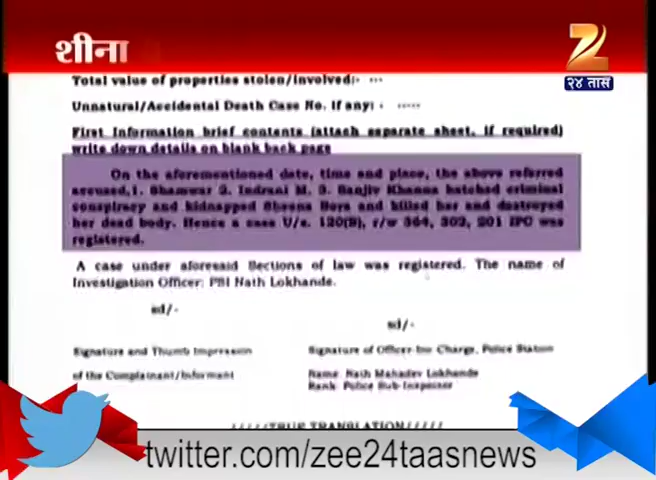 शीना
२४ तास
Total value of properties stolen/involved:- ---
Unnatural/Accidental Death Case No. if any: - -----
First Information brief contents (attach separate sheet, if required)
write down details on blank back page
On the aforementioned date, time and place, the above referred
accused,1. Shamwar 2. Indrani M. 3. Sanjiv Khanna hatched criminal
conspiracy and kidnapped Sheena Bora and killed her and destroyed
her dead body. Hence a case U/s. 120(B), r/w 364, 302, 201 IPC was
registered.
A case under aforesaid Sections of law was registered. The name of
Investigation Officer: PSI Nath Lokhande.
sd/-
sd/-
Signature and Thumb Impression
Signature of Officer-Inc Charge, Police Station
of the Complainant/Informant
Name: Nath Mahadev Lokhande
Rank: Police Sub-Inspector
/////TRUE TRANSLATION/////
twitter.com/zee24taasnews